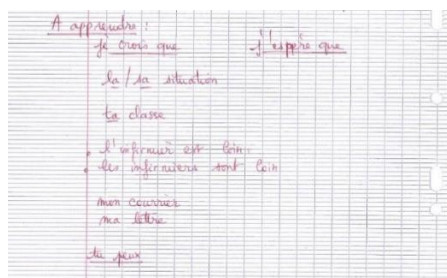 A apprendre :
je crois que j'espère que
la / sa situation
ta classe
• l'infirmier est loin.
• les infirmiers sont loin
mon courrier
ma lettre
tu peux